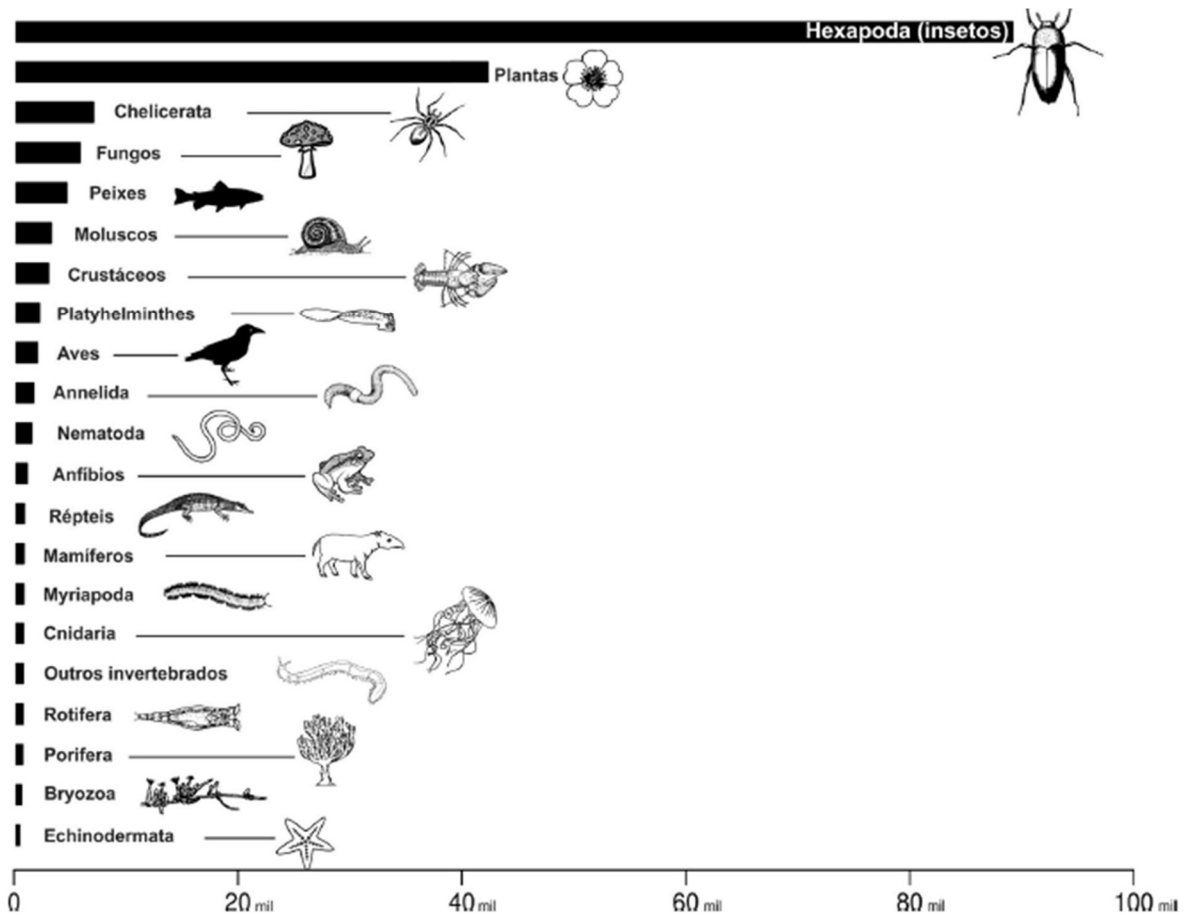 Hexapoda (insetos)
Plantas
Chelicerata
Fungos
Peixes
Moluscos
Crustáceos
Platyhelminthes
Aves
Annelida
Nematoda
Anfíbios
Répteis
Mamíferos
Myriapoda
Cnidaria
Outros invertebrados
Rotifera
Porifera
Bryozoa
Echinodermata
0 20 mil 40 mil 60 mil 80 mil 100 mil